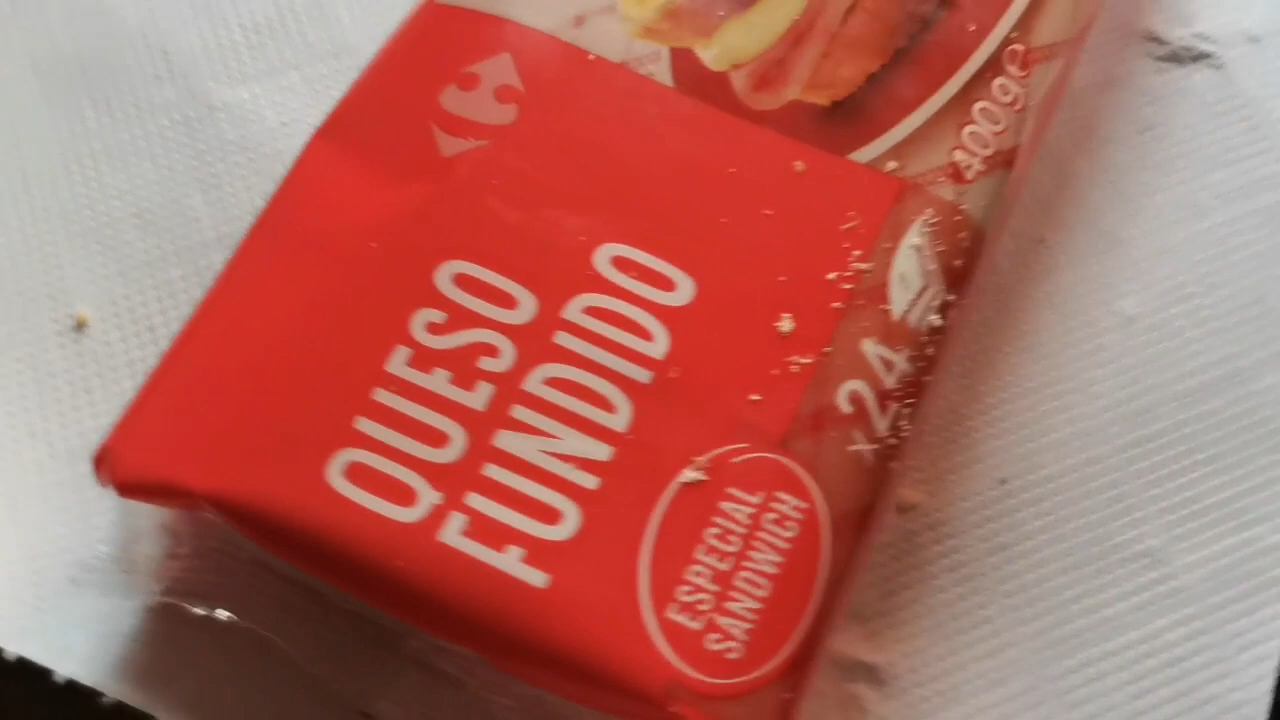 QUESO
FUNDIDO
ESPECIAL
SANDWICH
x24
400g e